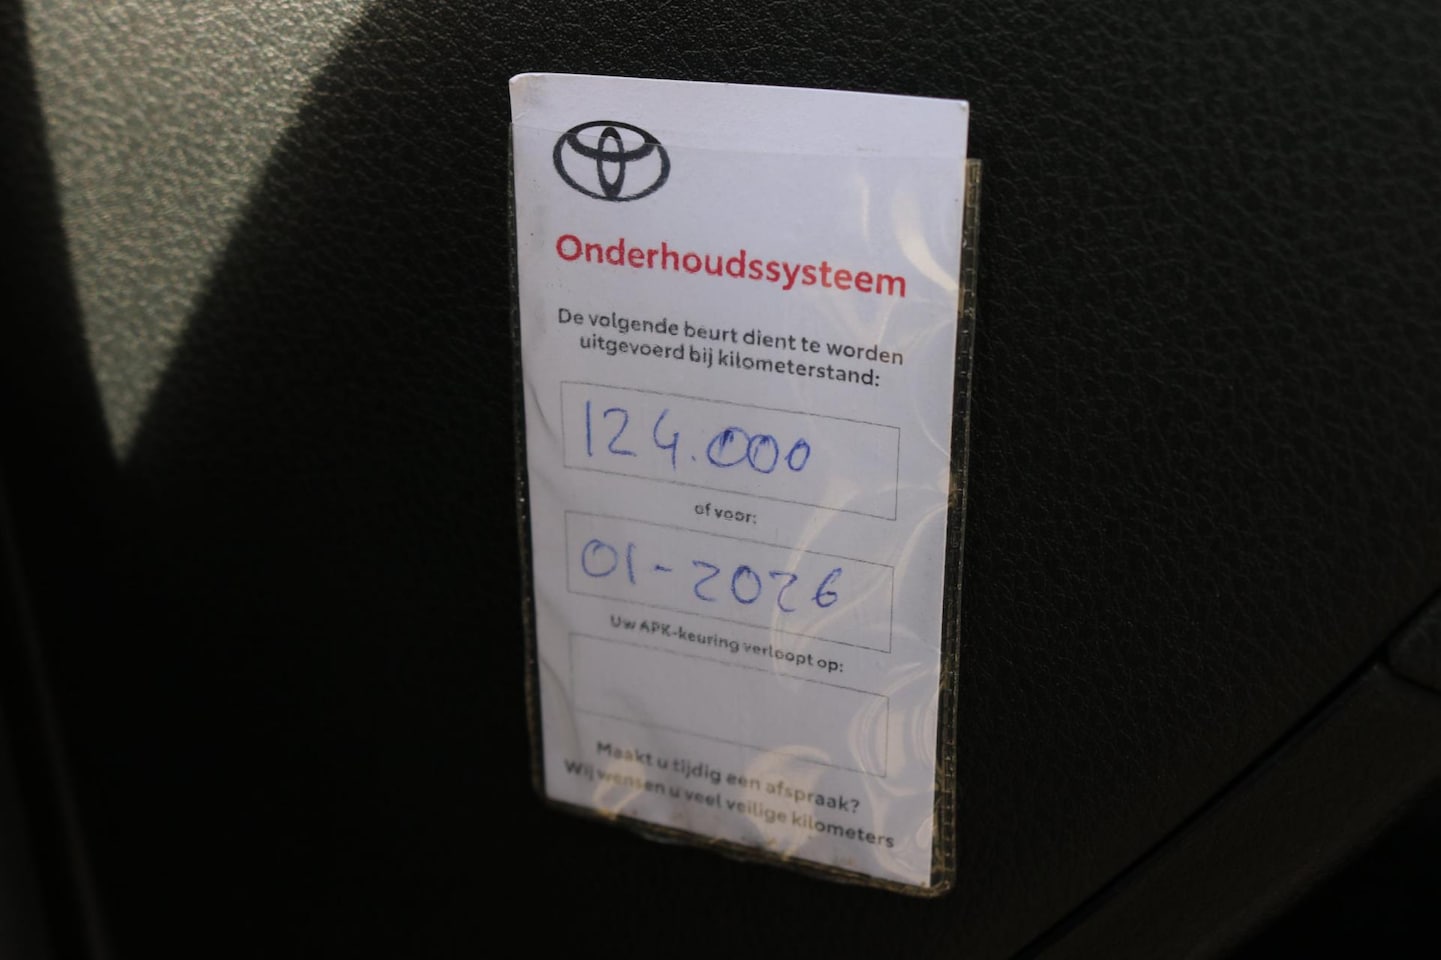 Onderhoudssysteem
De volgende beurt dient te worden
uitgevoerd bij kilometerstand:
124.000
of voor:
01-2026
Uw APK-keuring verloopt op:
Maakt u tijdig een afspraak?
Wij wensen u veel veilige kilometers